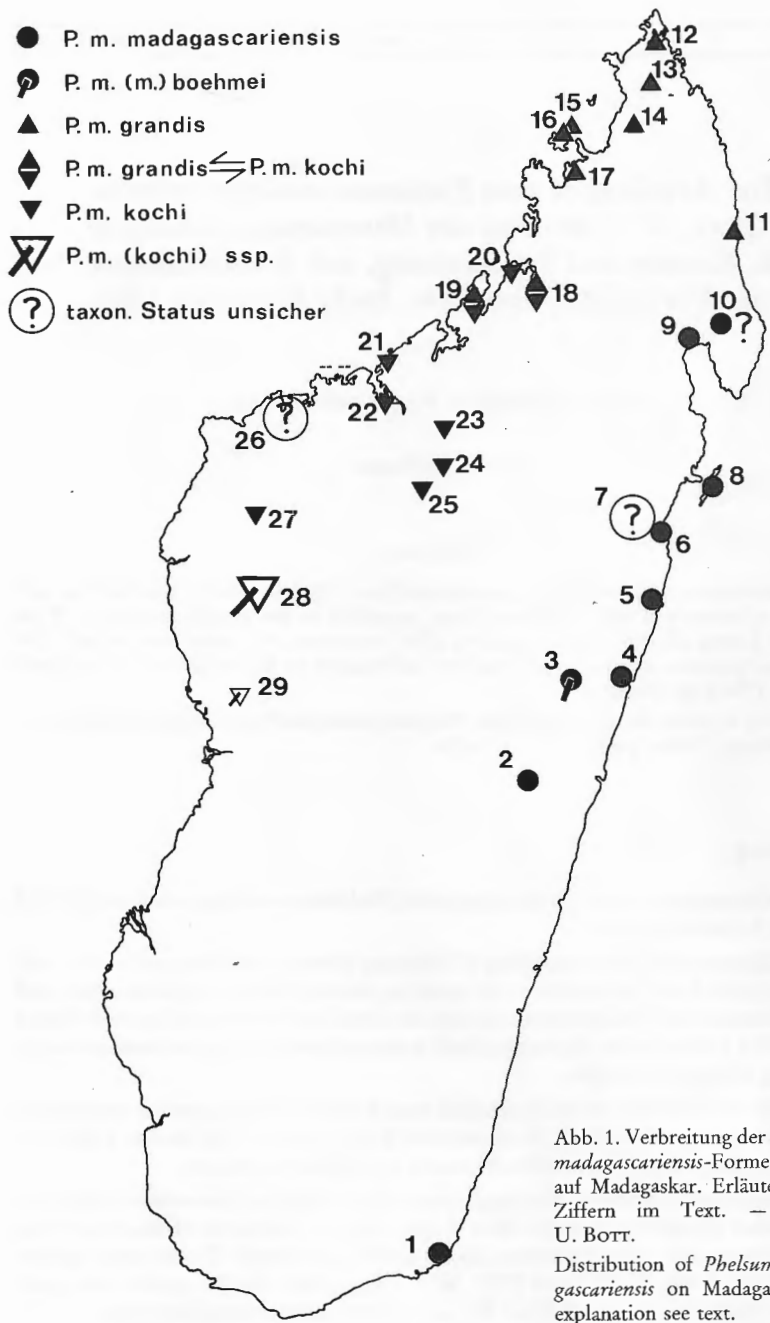 P. m. madagascariensis
P. m. (m.) boehmei
P. m. grandis
P. m. grandis ⇌ P. m. kochi
P. m. kochi
P. m. (kochi) ssp.
? taxon. Status unsicher
12
13
15
16
14
17
11
20
19
18
10
?
9
21
22
26 ?
23
24
25
8
7 ?
6
27
5
28
3
4
29
2
1
Abb. 1. Verbreitung der
madagascariensis-Forme
auf Madagaskar. Erläute
Ziffern im Text. —
U. BOTT.
Distribution of Phelsum
gascariensis on Madaga
explanation see text.